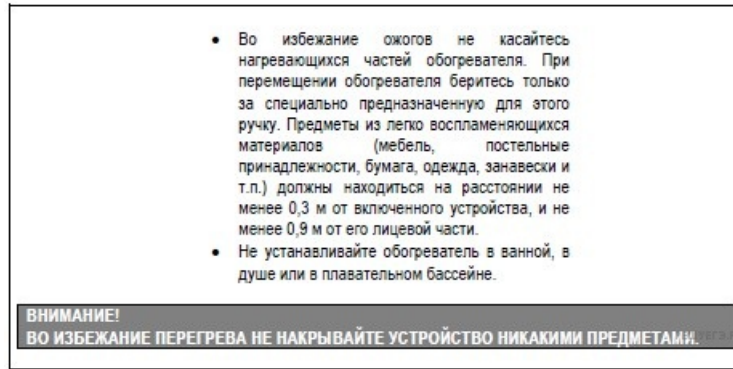 • Во избежание ожогов не касайтесь
нагревающихся частей обогревателя. При
перемещении обогревателя беритесь только
за специально предназначенную для этого
ручку. Предметы из легко воспламеняющихся
материалов (мебель, постельные
принадлежности, бумага, одежда, занавески и
т.п.) должны находиться на расстоянии не
менее 0,3 м от включенного устройства, и не
менее 0,9 м от его лицевой части.
• Не устанавливайте обогреватель в ванной, в
душе или в плавательном бассейне.
ВНИМАНИЕ!
ВО ИЗБЕЖАНИЕ ПЕРЕГРЕВА НЕ НАКРЫВАЙТЕ УСТРОЙСТВО НИКАКИМИ ПРЕДМЕТАМИ.